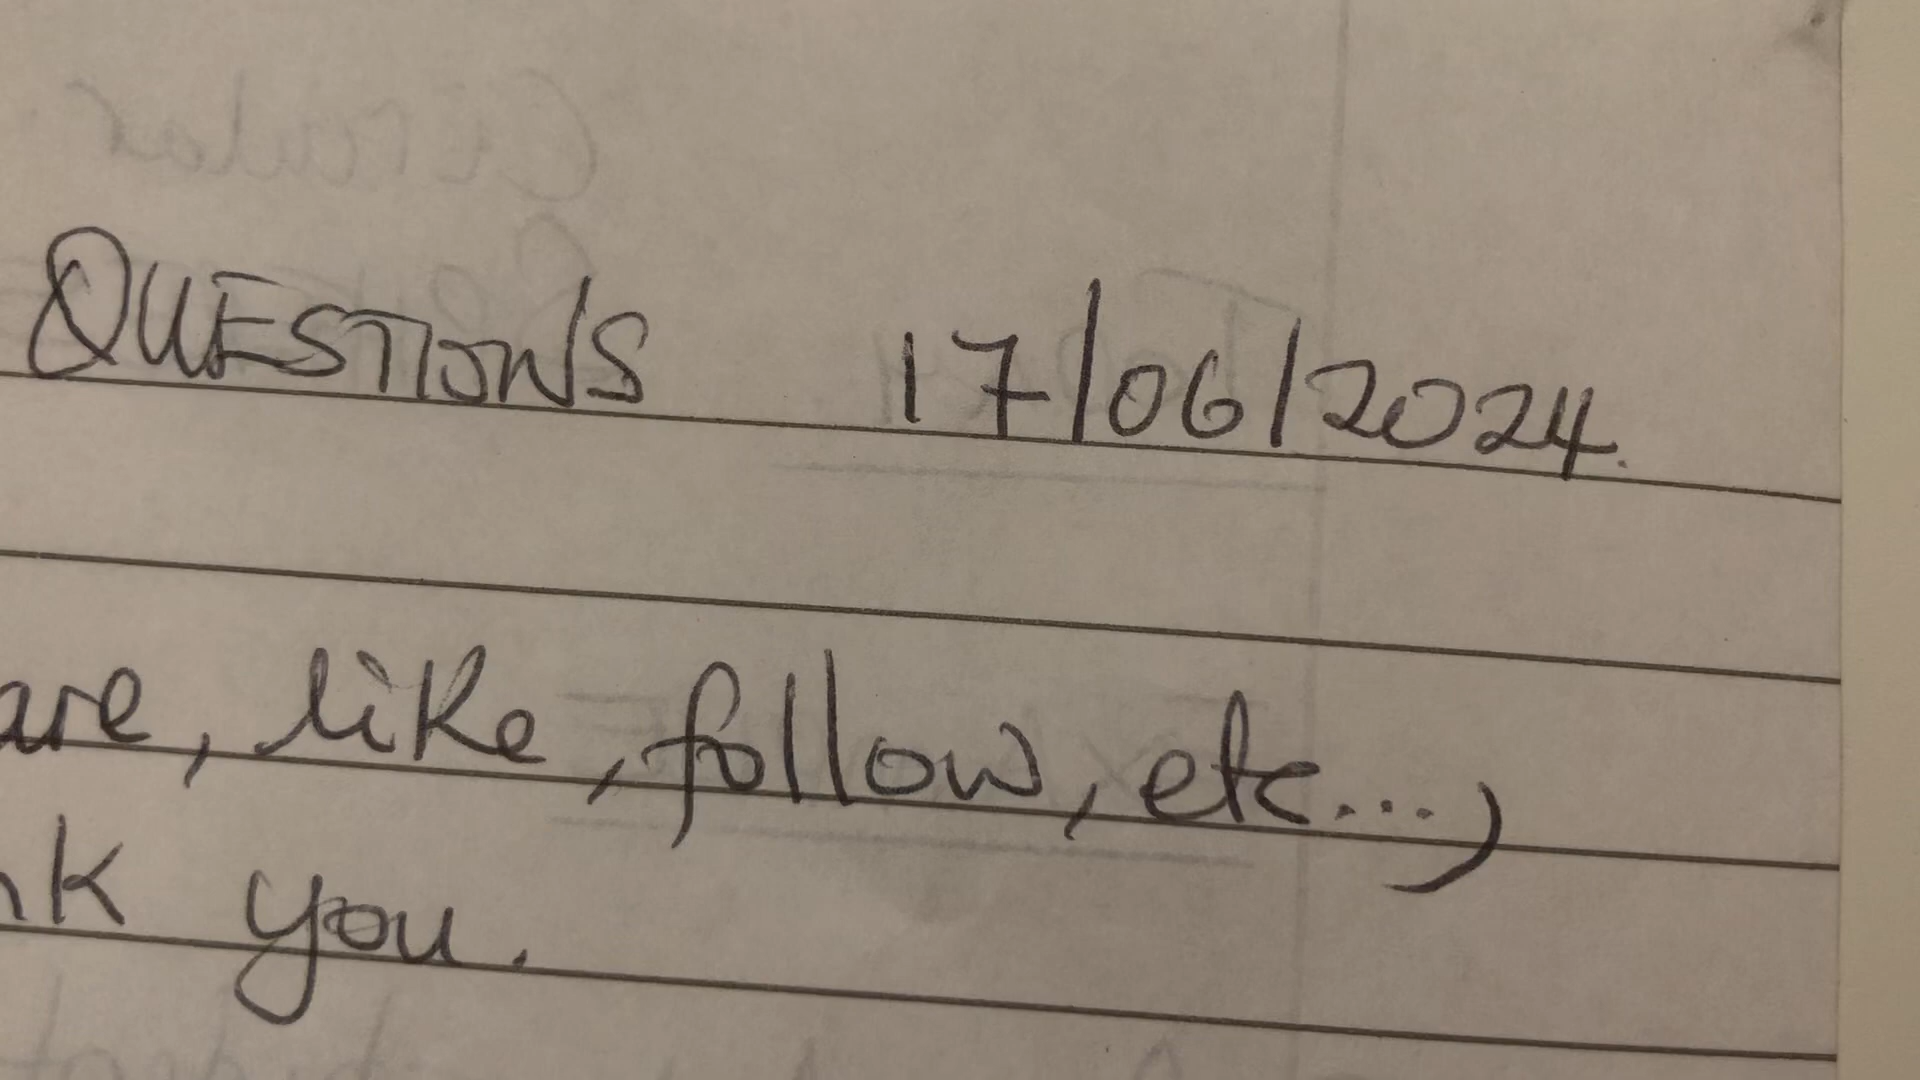 QUESTIONS 17/06/2024.
are, like, follow, etc...,)
nk you.